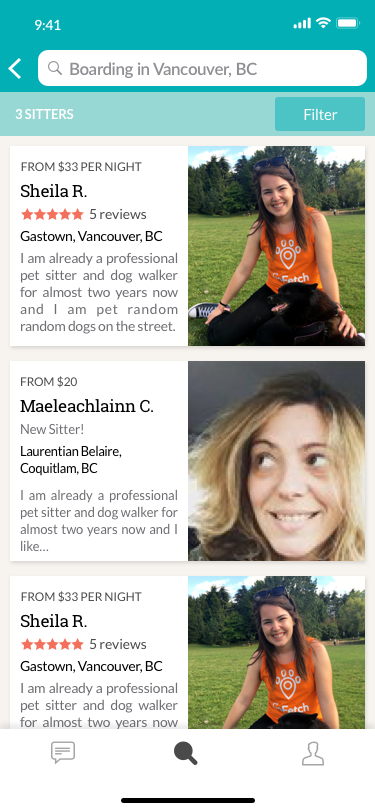 9:41
Boarding in Vancouver, BC
3 SITTERS
Filter
FROM $33 PER NIGHT
Sheila R.
5 reviews
Gastown, Vancouver, BC
I am already a professional
pet sitter and dog walker
for almost two years now
and I am pet random
random dogs on the street.
Fetch
FROM $20
Maeleachlainn C.
New Sitter!
Laurentian Belaire,
Coquitlam, BC
I am already a professional
pet sitter and dog walker for
almost two years now and I
like...
FROM $33 PER NIGHT
Sheila R.
5 reviews
Gastown, Vancouver, BC
I am already a professional
pet sitter and dog walker
for almost two years now
Fetch